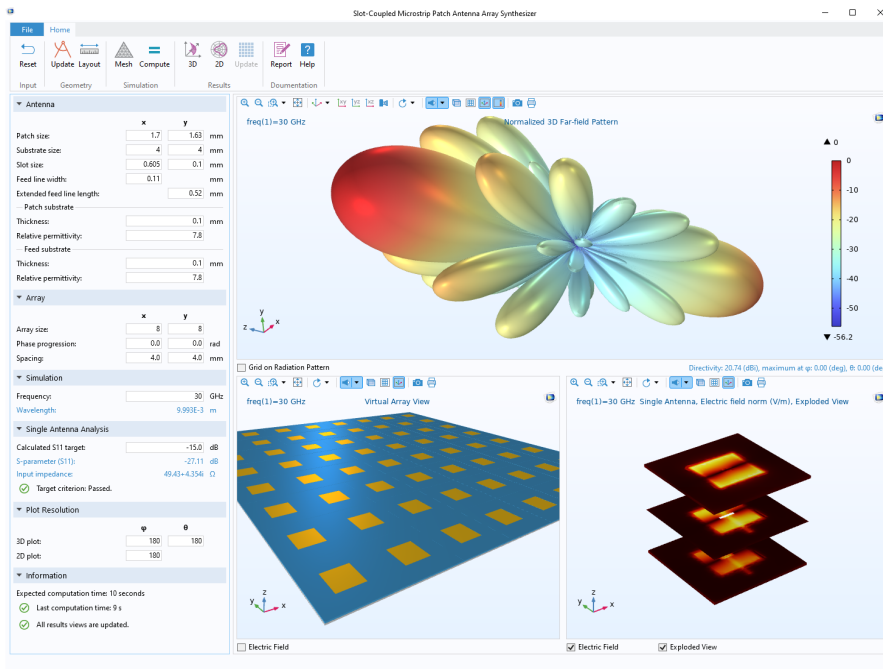 Slot-Coupled Microstrip Patch Antenna Array Synthesizer
File Home
Reset Update Layout Mesh Compute 3D 2D Update Report Help
Input Geometry Simulation Results Doumentation
Antenna
x y
Patch size: 1.7 1.63 mm
Substrate size: 4 4 mm
Slot size: 0.605 0.1 mm
Feed line width: 0.11 mm
Extended feed line length: 0.52 mm
Patch substrate
Thickness: 0.1 mm
Relative permittivity: 7.8
Feed substrate
Thickness: 0.1 mm
Relative permittivity: 7.8
Array
x y
Array size: 8 8
Phase progression: 0.0 0.0 rad
Spacing: 4.0 4.0 mm
Simulation
Frequency: 30 GHz
Wavelength: 9.993E-3 m
Single Antenna Analysis
Calculated S11 target: -15.0 dB
S-parameter (S11): -27.11 dB
Input impedance: 49.43+4.354i Ω
Target criterion: Passed.
Plot Resolution
φ θ
3D plot: 180 180
2D plot: 180
Information
Expected computation time: 10 seconds
Last computation time: 9 s
All results views are updated.
freq(1)=30 GHz Normalized 3D Far-field Pattern
▲ 0
0
-10
-20
-30
-40
-50
▼ -56.2
y
z x
Grid on Radiation Pattern Directivity: 20.74 (dBi), maximum at φ: 0.00 (deg), θ: 0.00 (de
freq(1)=30 GHz Virtual Array View
z
y x
Electric Field
freq(1)=30 GHz Single Antenna, Electric field norm (V/m), Exploded View
z
y x
Electric Field Exploded View